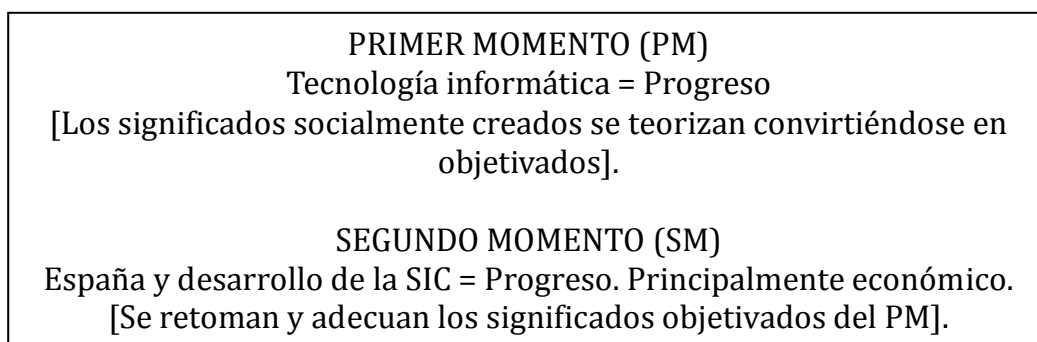 PRIMER MOMENTO (PM)
Tecnología informática = Progreso
[Los significados socialmente creados se teorizan convirtiéndose en
objetivados].
SEGUNDO MOMENTO (SM)
España y desarrollo de la SIC = Progreso. Principalmente económico.
[Se retoman y adecuan los significados objetivados del PM].